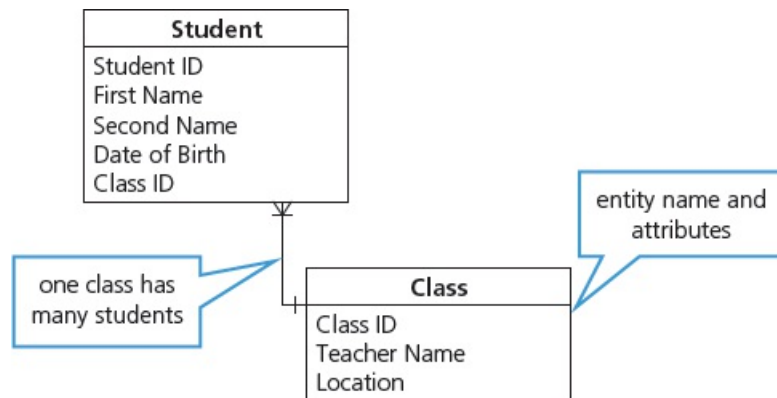 Student
Student ID
First Name
Second Name
Date of Birth
Class ID
entity name and
attributes
one class has
many students
Class
Class ID
Teacher Name
Location